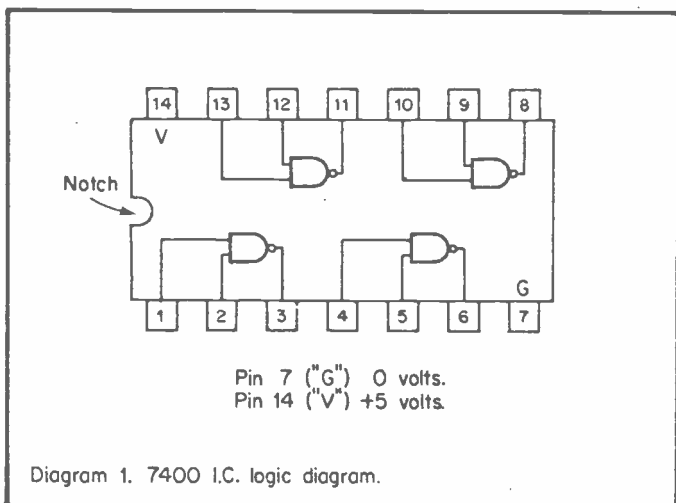 14 13 12 11 10 9 8
V
Notch
G
1 2 3 4 5 6 7
Pin 7 ("G") 0 volts.
Pin 14 ("V") +5 volts.
Diagram 1. 7400 I.C. logic diagram.